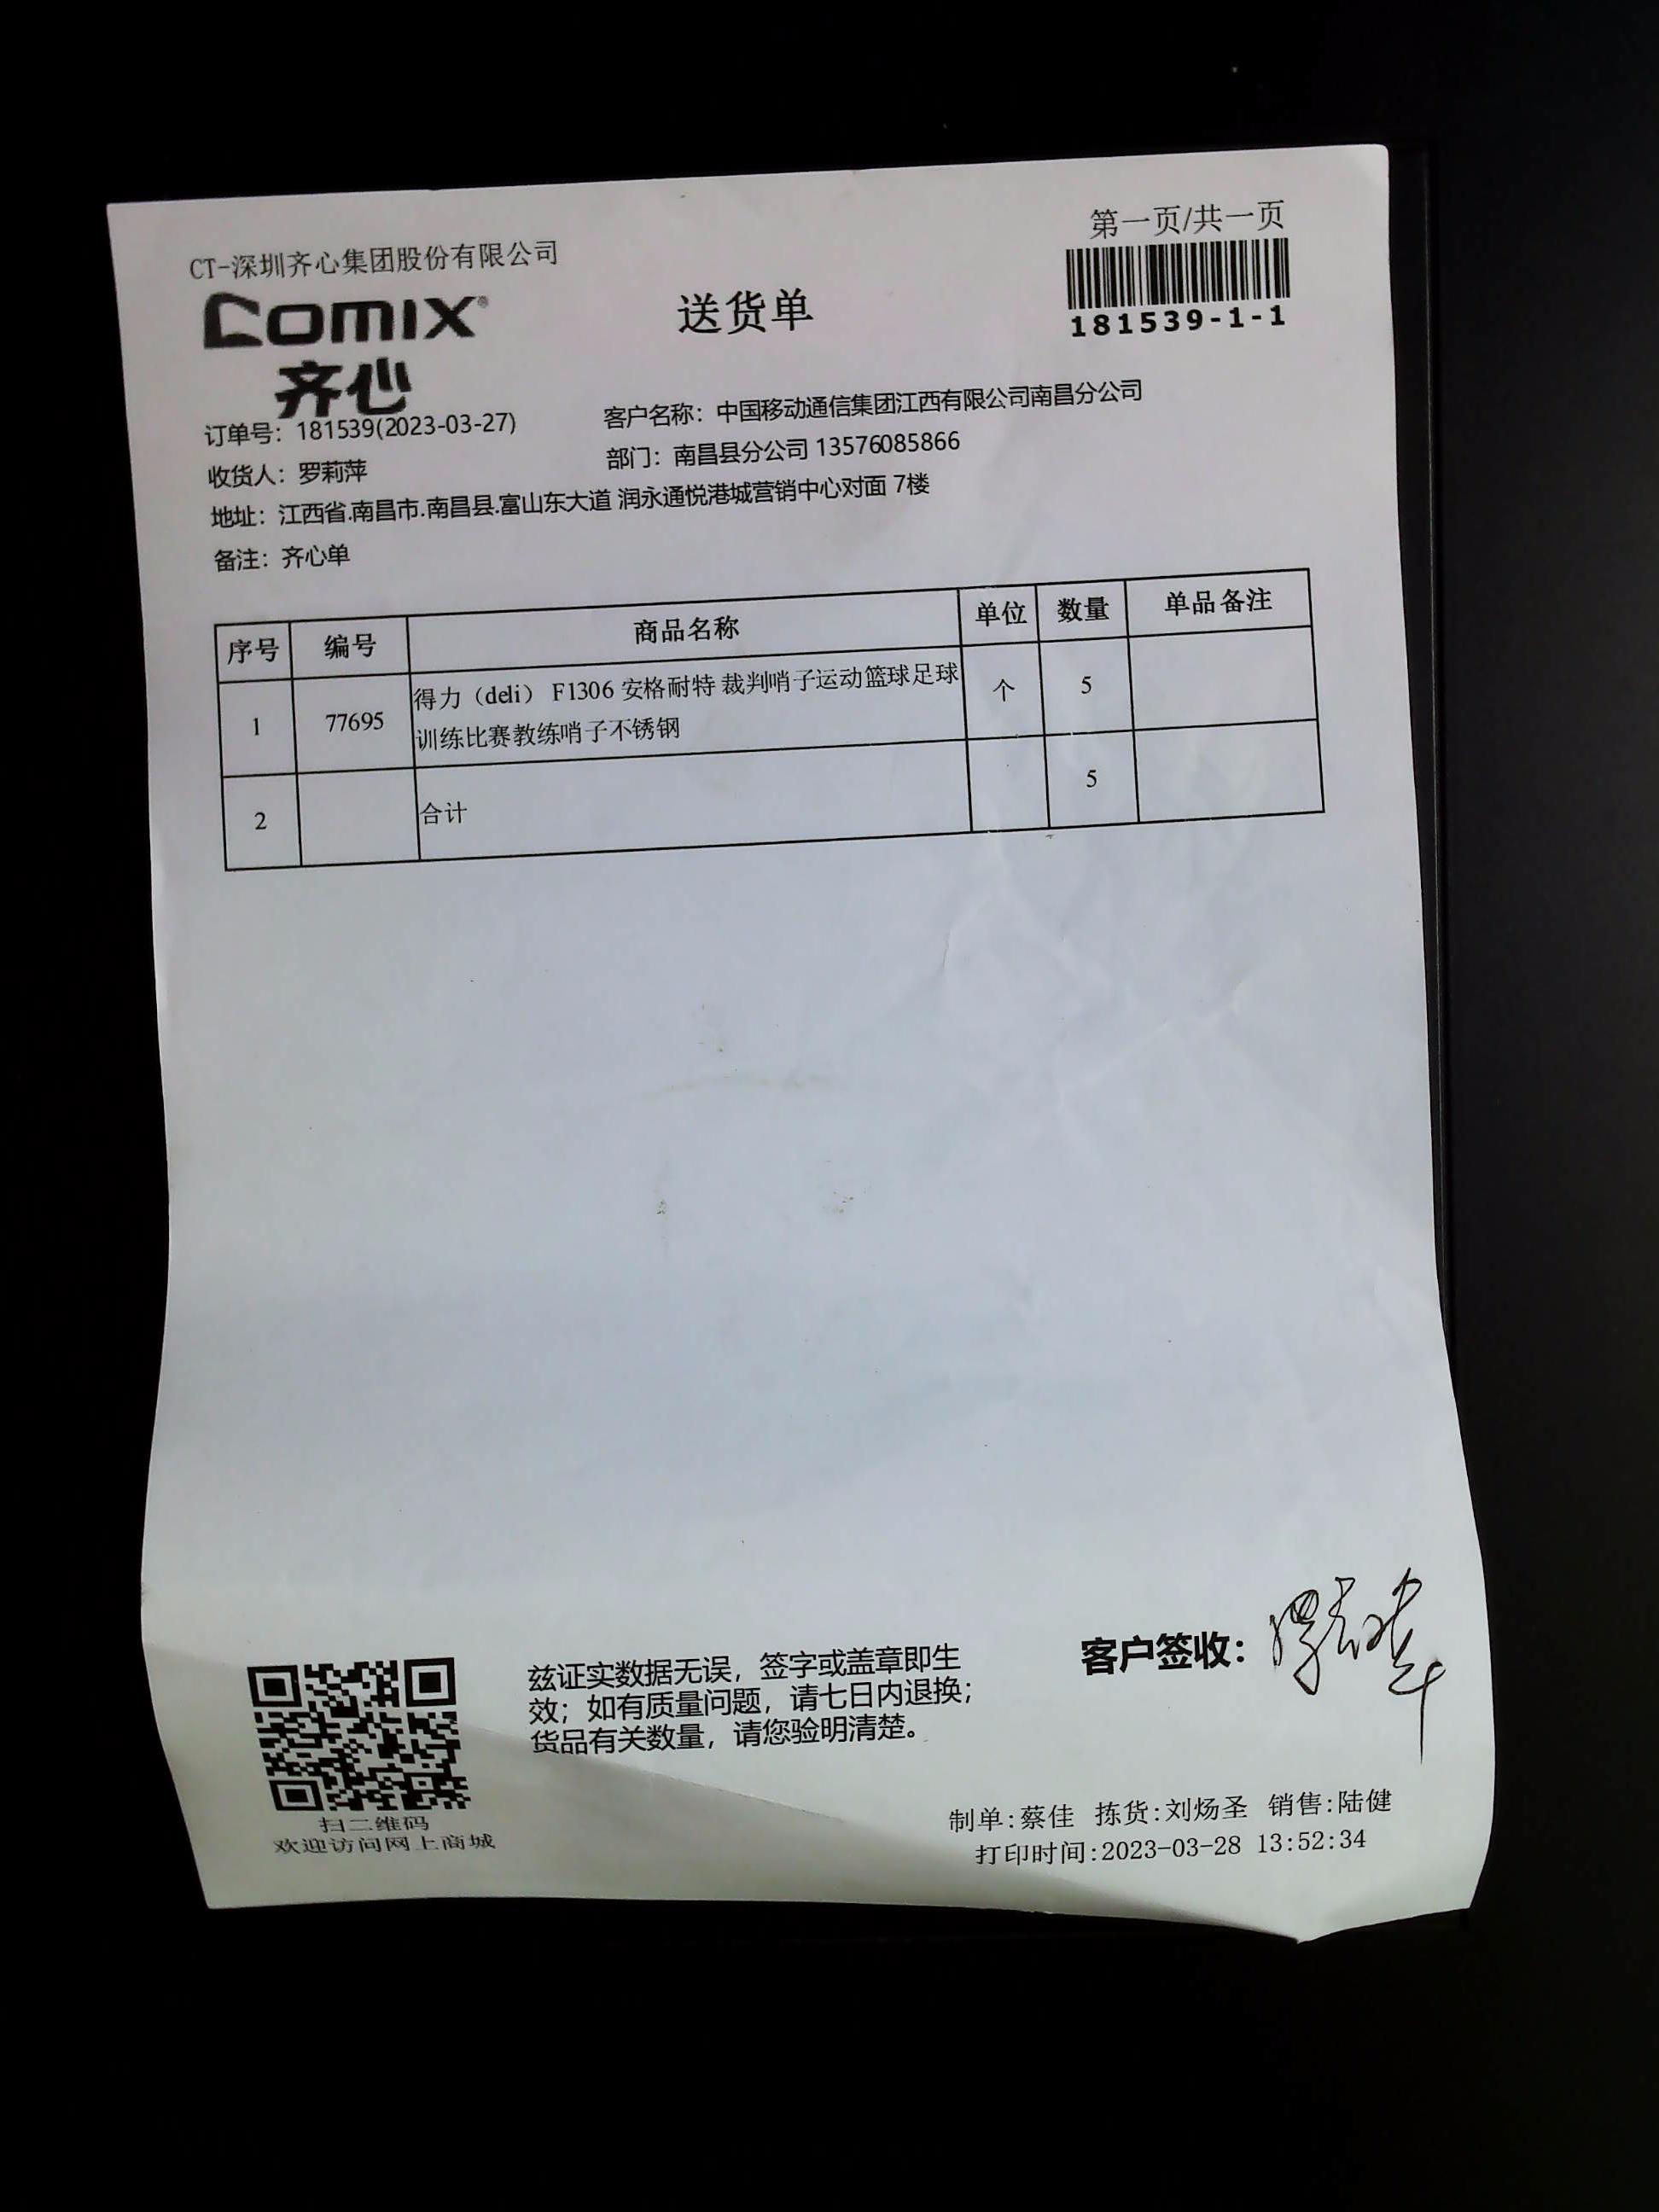 第一页/共一页
CT-深圳齐心集团股份有限公司
comix®
齐心
送货单
181539-1-1
订单号：181539(2023-03-27)
客户名称：中国移动通信集团江西有限公司南昌分公司
收货人：罗莉萍
部门：南昌县分公司 13576085866
地址：江西省.南昌市.南昌县.富山东大道 润永通悦港城营销中心对面 7楼
备注：齐心单
序号 编号 商品名称 单位 数量 单品备注
1 77695 得力（deli） F1306 安格耐特 裁判哨子运动篮球足球 个 5
训练比赛教练哨子不锈钢
2 合计 5
兹证实数据无误，签字或盖章即生
效；如有质量问题，请七日内退换；
货品有关数量，请您验明清楚。
客户签收：
扫二维码
欢迎访问网上商城
制单:蔡佳 拣货:刘炀圣 销售:陆健
打印时间:2023-03-28 13:52:34